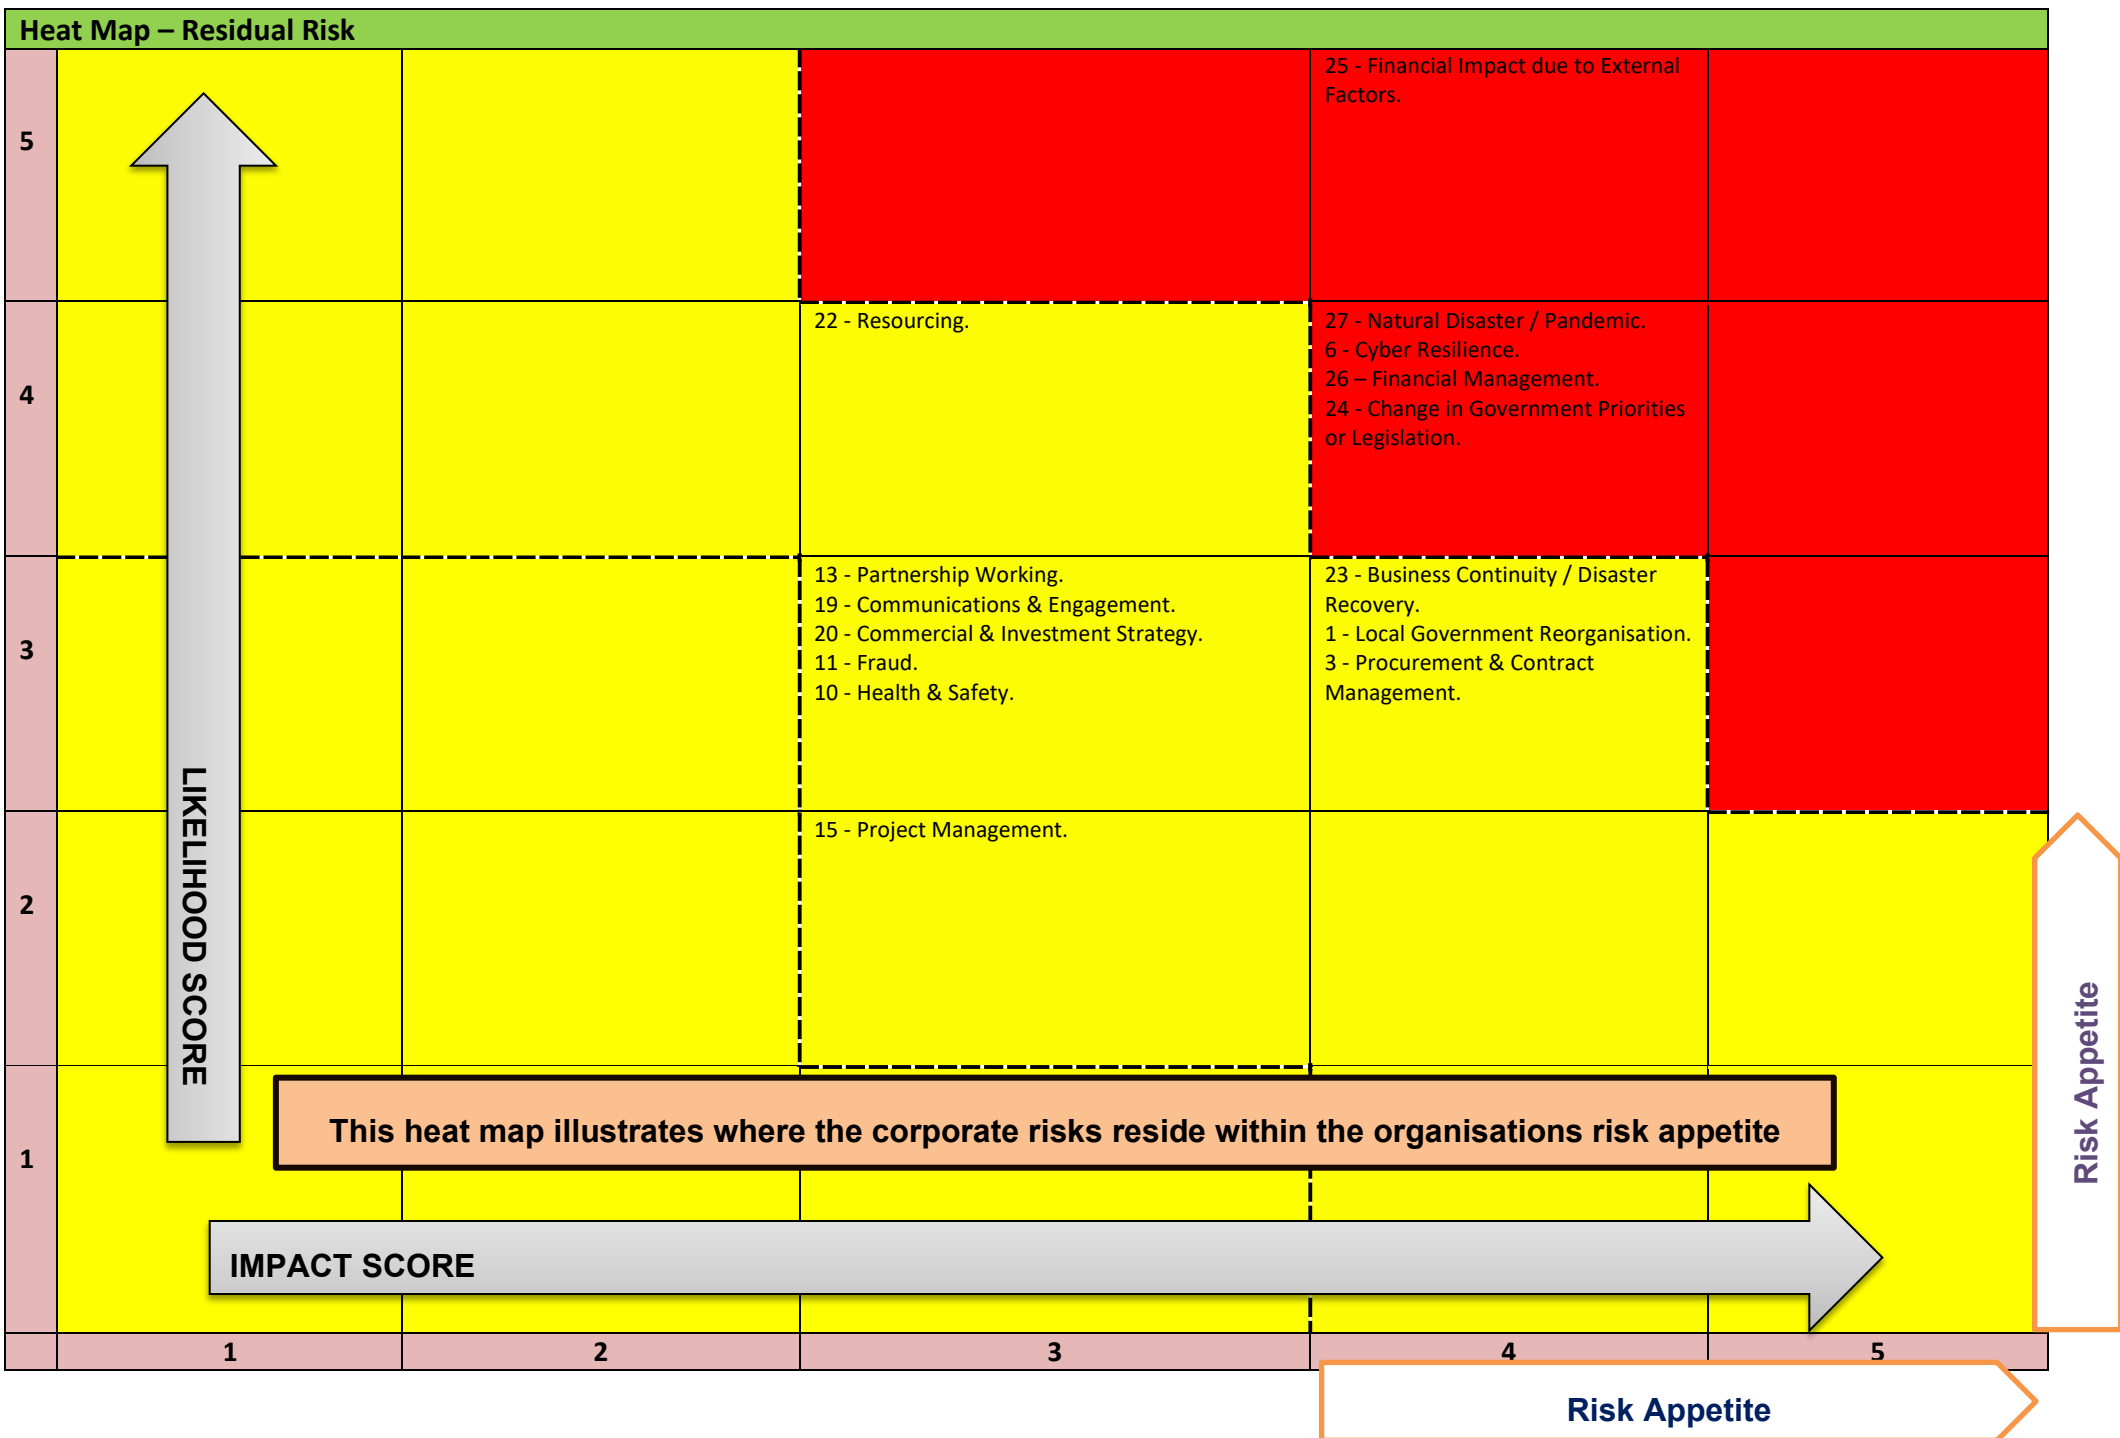 Heat Map – Residual Risk
5
25 - Financial Impact due to External
Factors.
4
22 - Resourcing.
27 - Natural Disaster / Pandemic.
6 - Cyber Resilience.
26 – Financial Management.
24 - Change in Government Priorities
or Legislation.
3
13 - Partnership Working.
19 - Communications & Engagement.
20 - Commercial & Investment Strategy.
11 - Fraud.
10 - Health & Safety.
23 - Business Continuity / Disaster
Recovery.
1 - Local Government Reorganisation.
3 - Procurement & Contract
Management.
LIKELIHOOD SCORE
2
15 - Project Management.
Risk Appetite
1
This heat map illustrates where the corporate risks reside within the organisations risk appetite
IMPACT SCORE
1
2
3
4
5
Risk Appetite